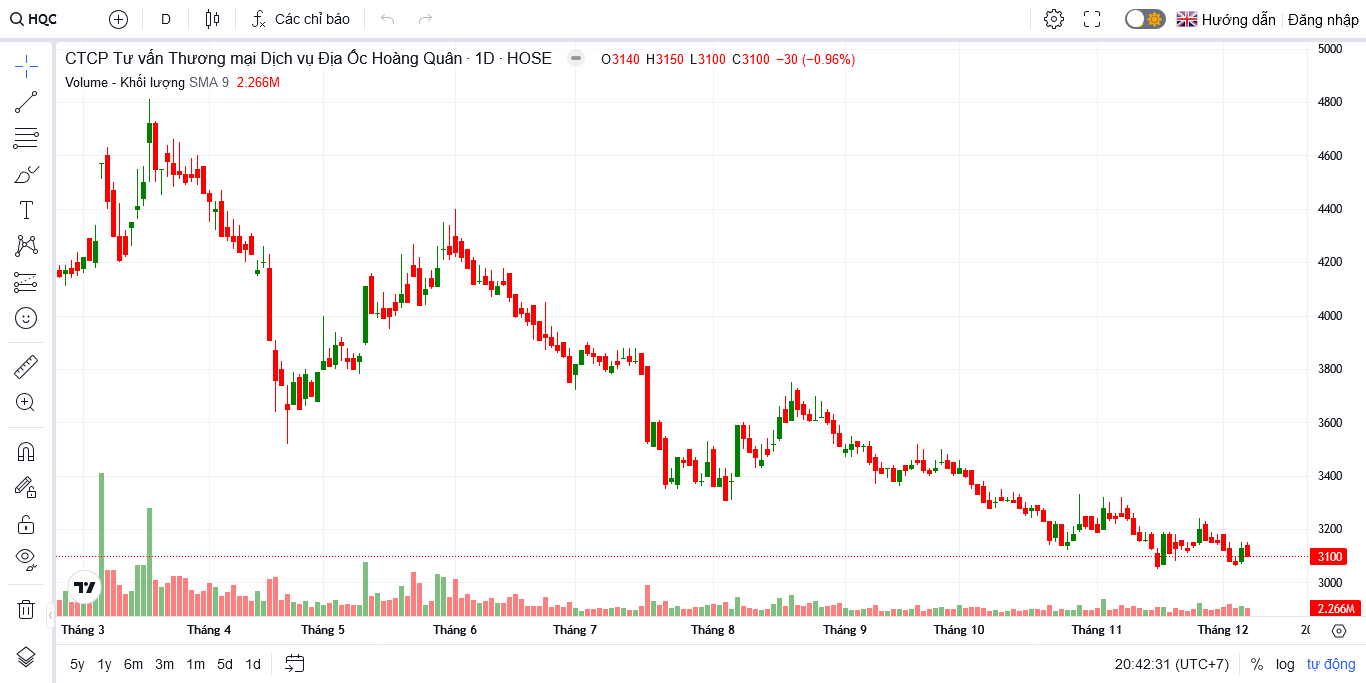 HQC
D
Các chỉ báo
Hướng dẫn
Đăng nhập
CTCP Tư vấn Thương mại Dịch vụ Địa Ốc Hoàng Quân · 1D · HOSE
O3140 H3150 L3100 C3100 −30 (−0.96%)
Volume - Khối lượng SMA 9 2.266M
5000
4800
4600
4400
4200
4000
3800
3600
3400
3200
3100
3000
2.266M
Tháng 3 Tháng 4 Tháng 5 Tháng 6 Tháng 7 Tháng 8 Tháng 9 Tháng 10 Tháng 11 Tháng 12
5y 1y 6m 3m 1m 5d 1d
20:42:31 (UTC+7)
% log tự động